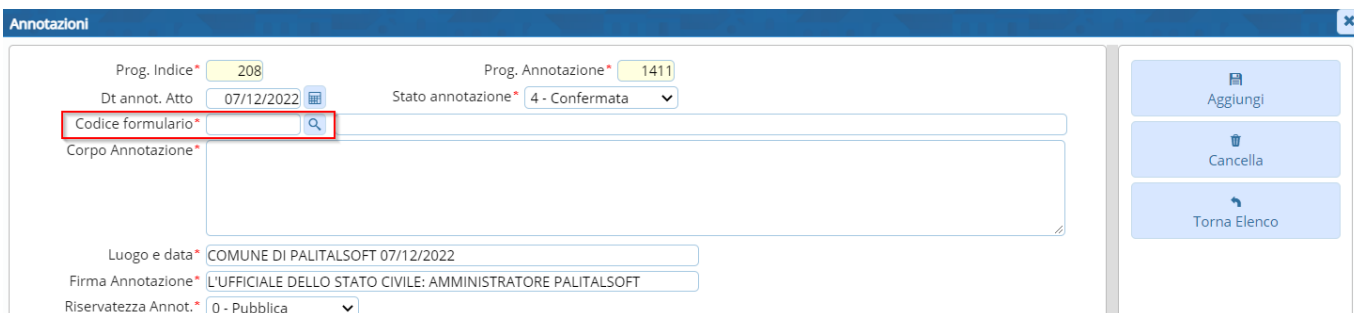 Annotazioni
Prog. Indice* 208 Prog. Annotazione* 1411
Dt annot. Atto 07/12/2022 Stato annotazione* 4 - Confermata
Codice formulario*
Corpo Annotazione*
Luogo e data* COMUNE DI PALITALSOFT 07/12/2022
Firma Annotazione* L'UFFICIALE DELLO STATO CIVILE: AMMINISTRATORE PALITALSOFT
Riservatezza Annot.* 0 - Pubblica
Aggiungi
Cancella
Torna Elenco